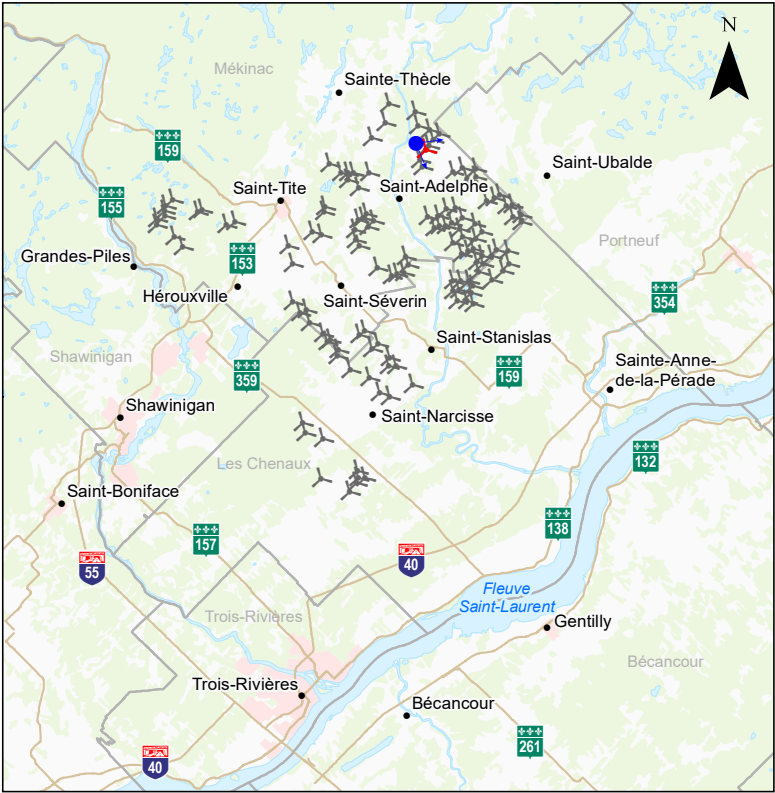 N
Mékinac
Sainte-Thècle
159
Saint-Ubalde
Saint-Tite
Saint-Adelphe
155
Portneuf
Grandes-Piles
153
Hérouxville
Saint-Séverin
354
Saint-Stanislas
Shawinigan
359
159
Sainte-Anne-
de-la-Pérade
Shawinigan
Saint-Narcisse
Les Chenaux
132
Saint-Boniface
157
138
55
40
Fleuve
Saint-Laurent
Trois-Rivières
Gentilly
Bécancour
Trois-Rivières
Bécancour
261
40